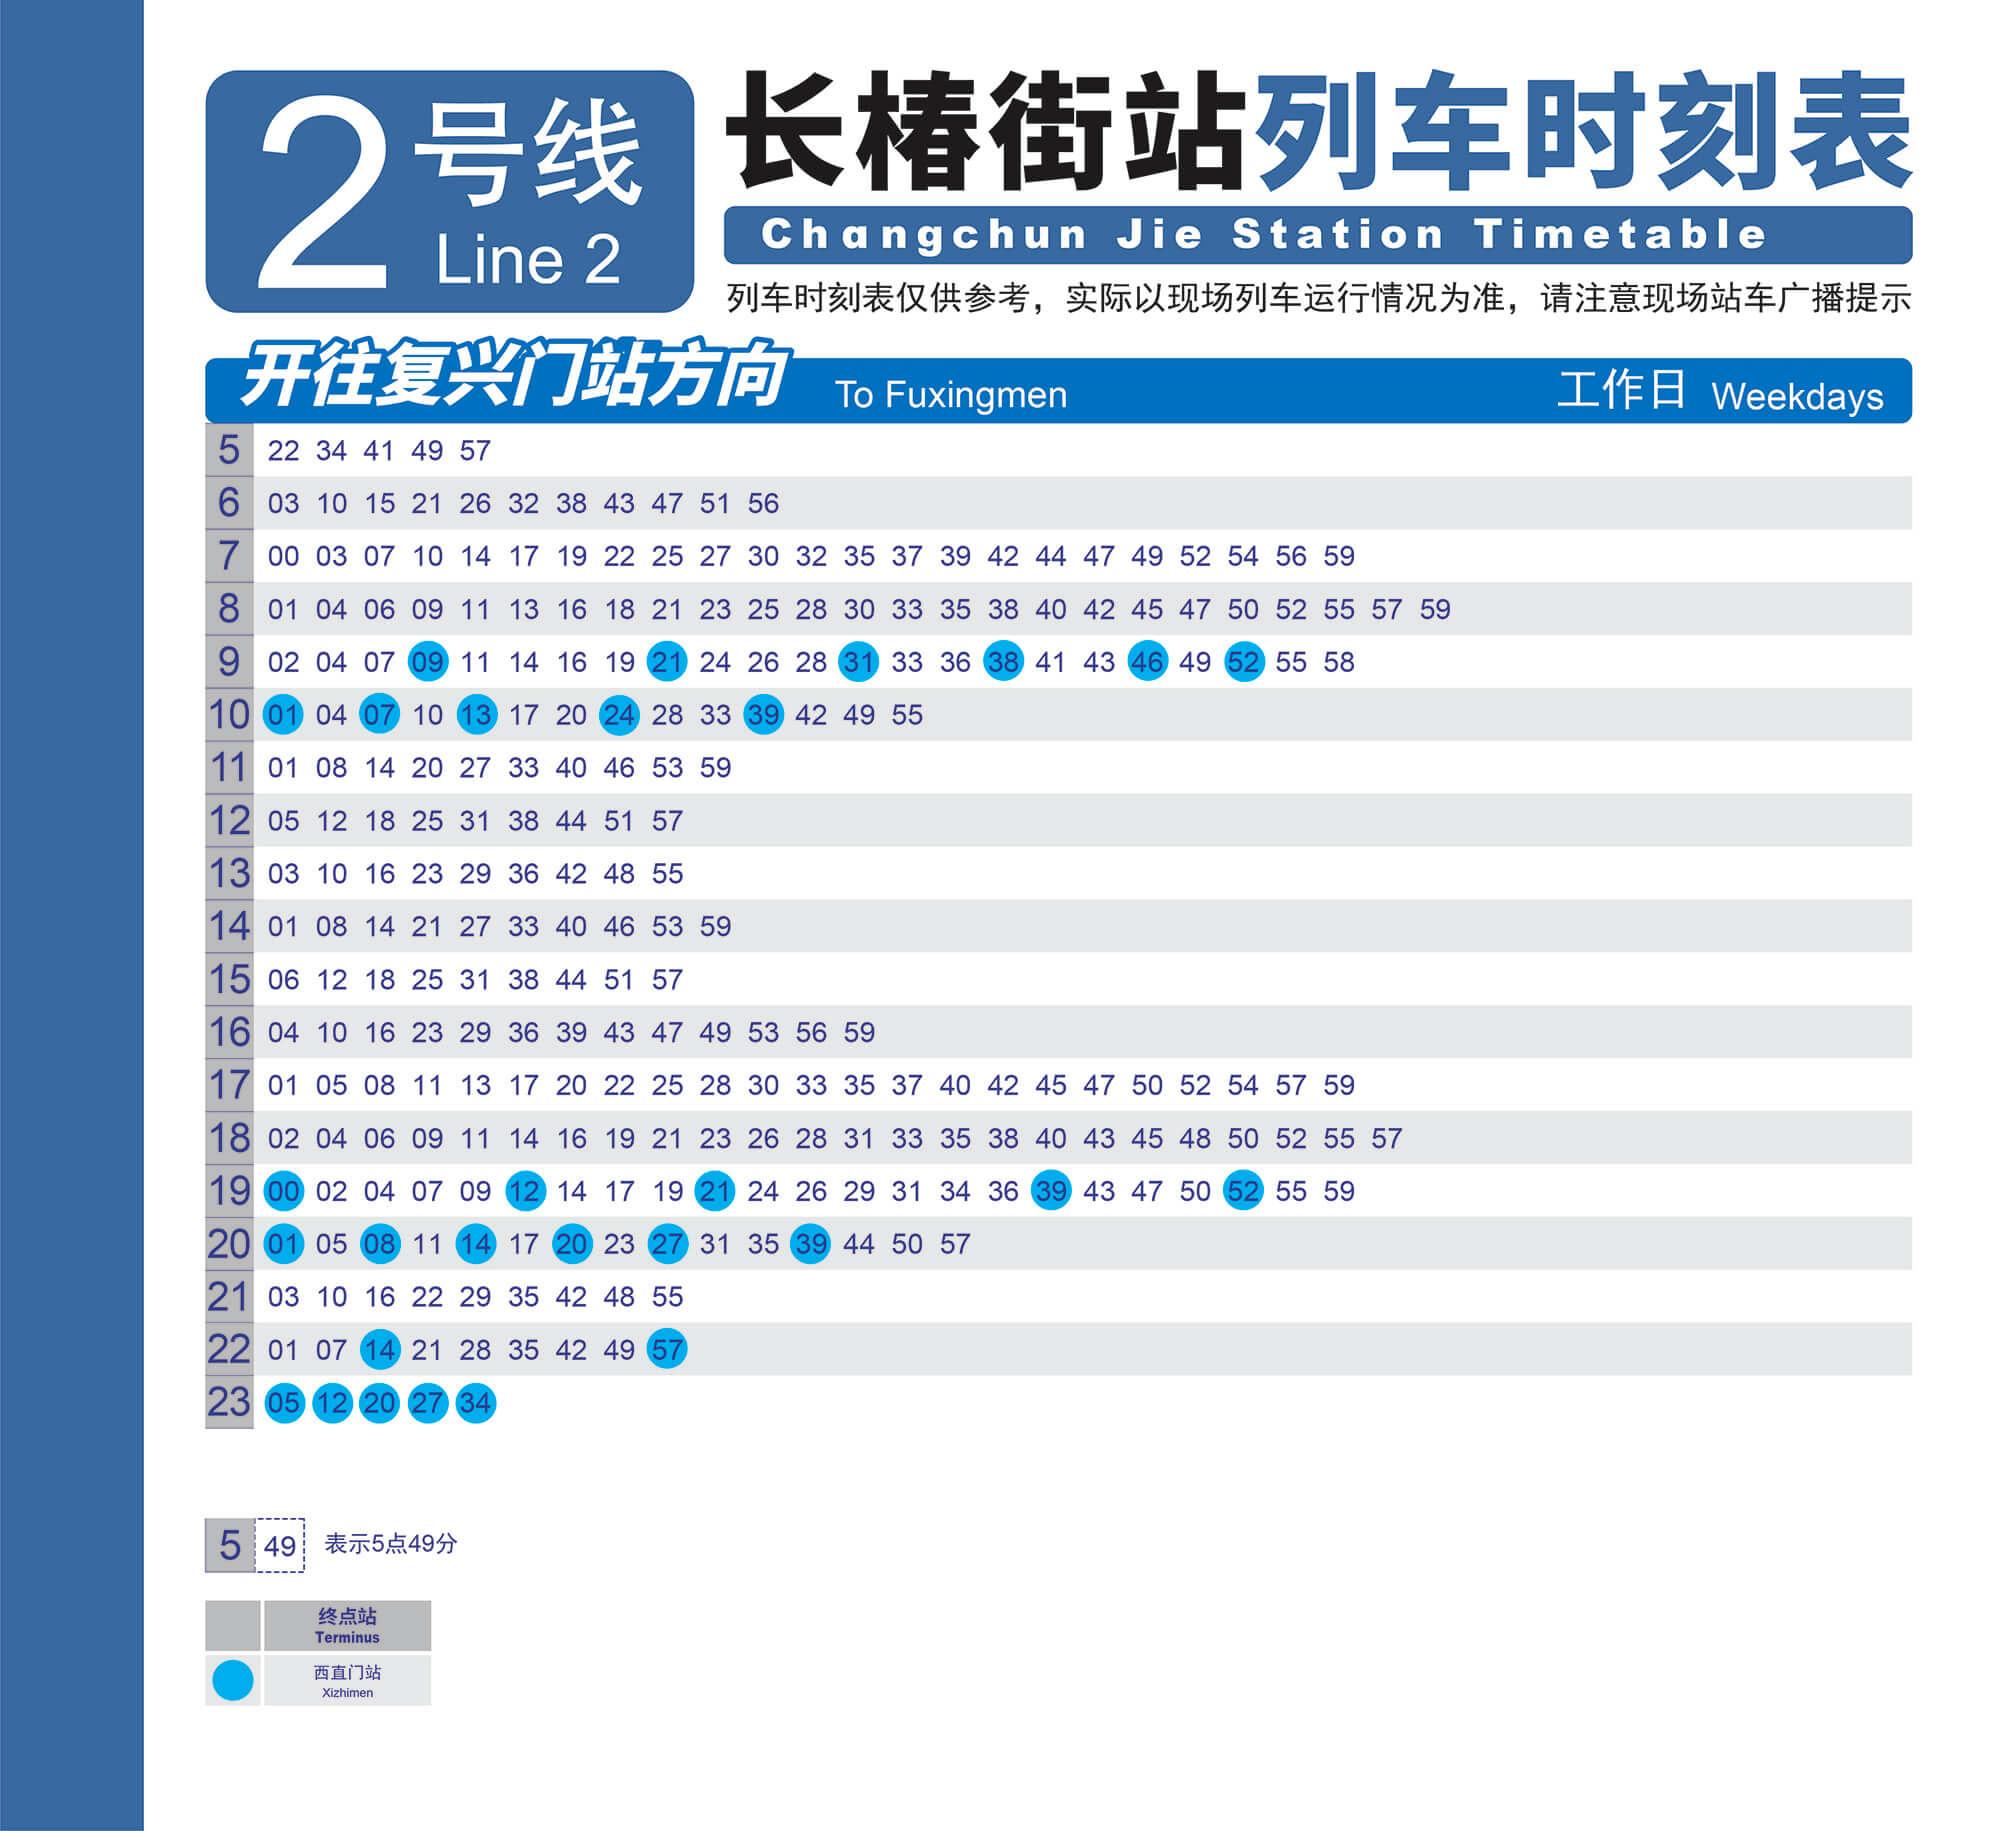 2号线
Line 2
长椿街站列车时刻表
Changchun Jie Station Timetable
列车时刻表仅供参考，实际以现场列车运行情况为准，请注意现场站车广播提示
开往复兴门站方向 To Fuxingmen 工作日 Weekdays
5 22 34 41 49 57
6 03 10 15 21 26 32 38 43 47 51 56
7 00 03 07 10 14 17 19 22 25 27 30 32 35 37 39 42 44 47 49 52 54 56 59
8 01 04 06 09 11 13 16 18 21 23 25 28 30 33 35 38 40 42 45 47 50 52 55 57 59
9 02 04 07 09 11 14 16 19 21 24 26 28 31 33 36 38 41 43 46 49 52 55 58
10 01 04 07 10 13 17 20 24 28 33 39 42 49 55
11 01 08 14 20 27 33 40 46 53 59
12 05 12 18 25 31 38 44 51 57
13 03 10 16 23 29 36 42 48 55
14 01 08 14 21 27 33 40 46 53 59
15 06 12 18 25 31 38 44 51 57
16 04 10 16 23 29 36 39 43 47 49 53 56 59
17 01 05 08 11 13 17 20 22 25 28 30 33 35 37 40 42 45 47 50 52 54 57 59
18 02 04 06 09 11 14 16 19 21 23 26 28 31 33 35 38 40 43 45 48 50 52 55 57
19 00 02 04 07 09 12 14 17 19 21 24 26 29 31 34 36 39 43 47 50 52 55 59
20 01 05 08 11 14 17 20 23 27 31 35 39 44 50 57
21 03 10 16 22 29 35 42 48 55
22 01 07 14 21 28 35 42 49 57
23 05 12 20 27 34
5 49 表示5点49分
终点站
Terminus
西直门站
Xizhimen